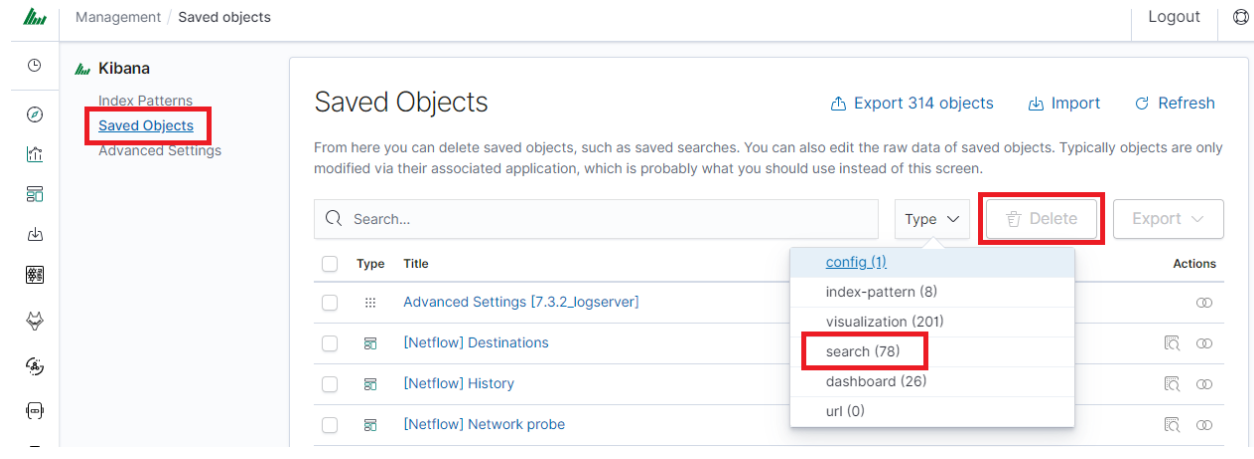 Management / Saved objects
Logout
Kibana
Index Patterns
Saved Objects
Advanced Settings
Saved Objects
Export 314 objects
Import
Refresh
From here you can delete saved objects, such as saved searches. You can also edit the raw data of saved objects. Typically objects are only
modified via their associated application, which is probably what you should use instead of this screen.
Search...
Type
Delete
Export
Type Title
Actions
config (1)
index-pattern (8)
visualization (201)
search (78)
dashboard (26)
url (0)
Advanced Settings [7.3.2_logserver]
[Netflow] Destinations
[Netflow] History
[Netflow] Network probe